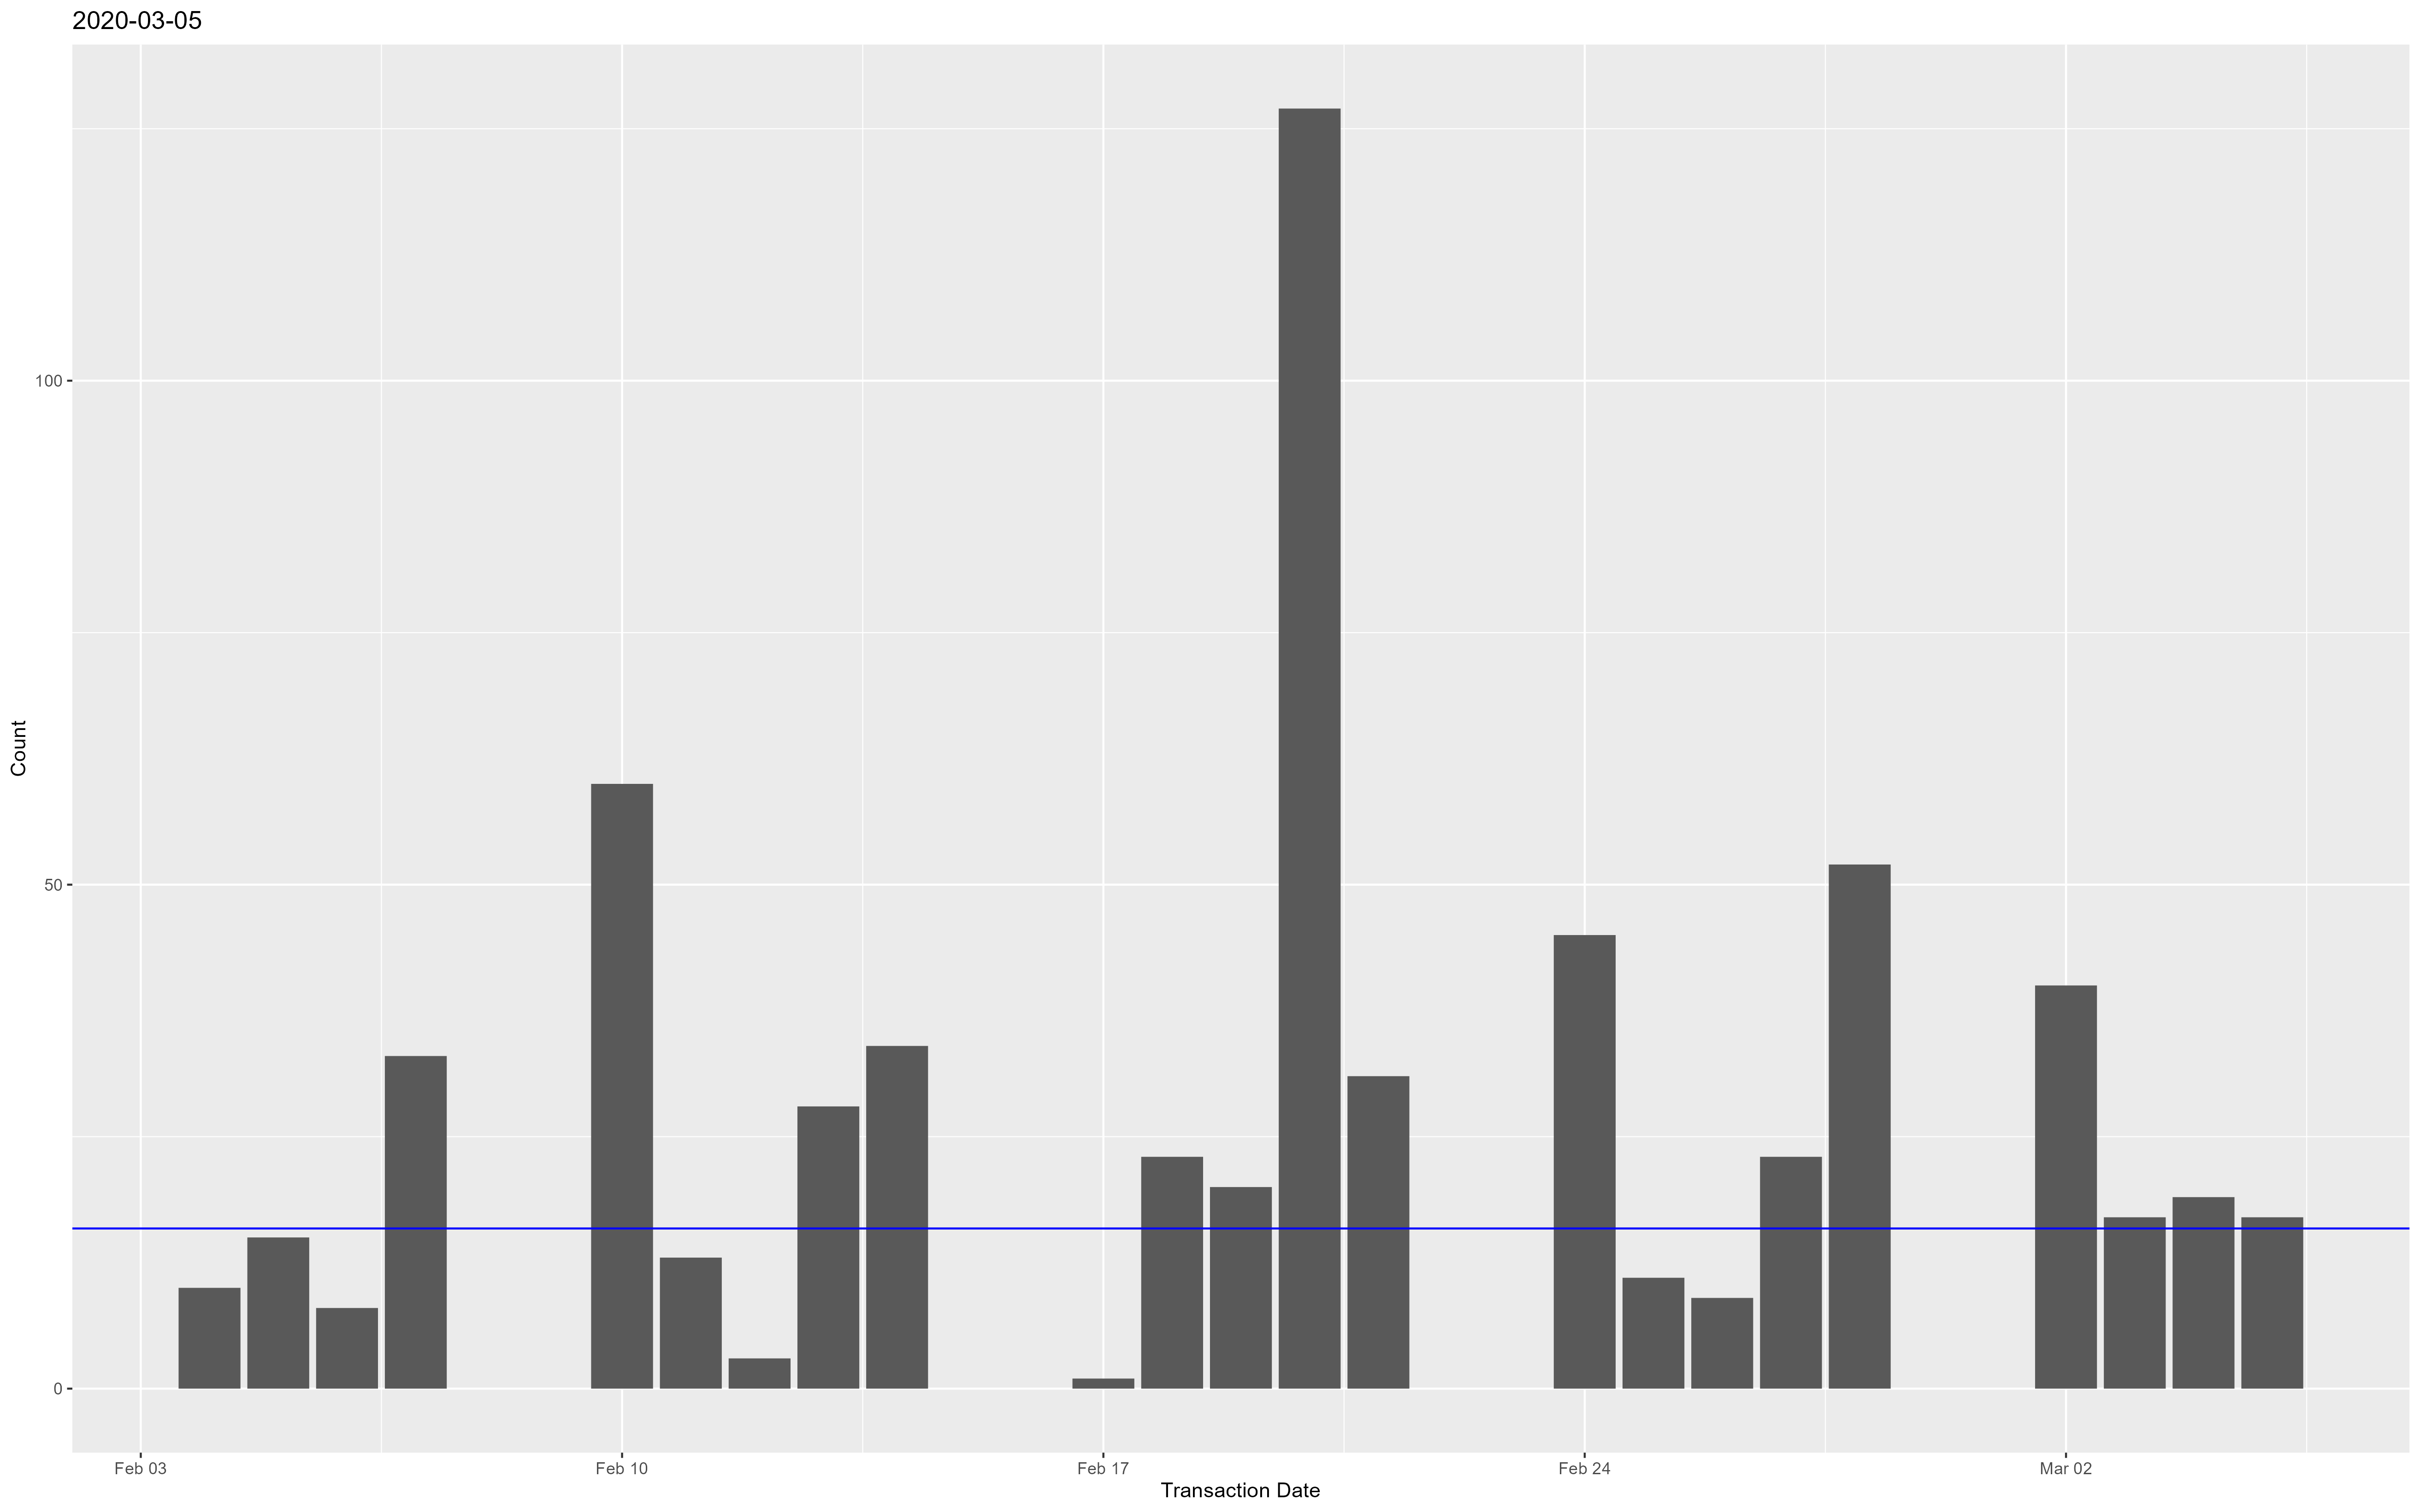 2020-03-05
Count
100
50
0
Feb 03
Feb 10
Feb 17
Feb 24
Mar 02
Transaction Date